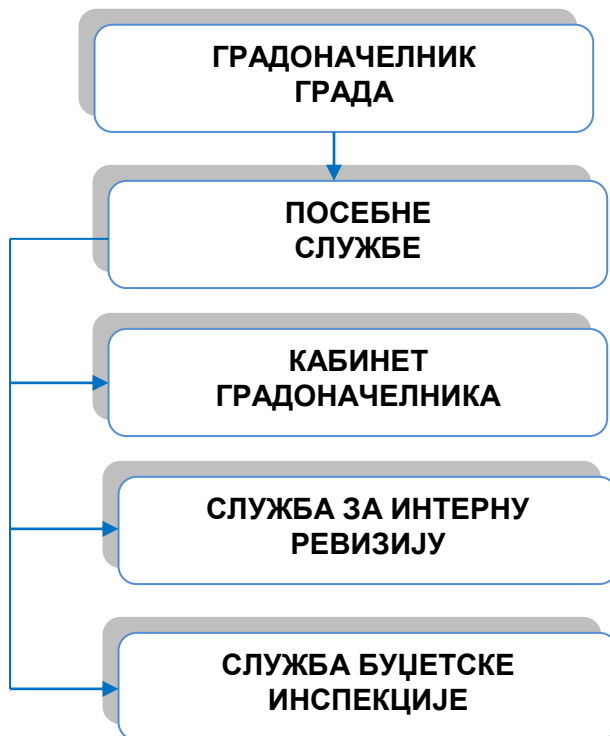 ГРАДОНАЧЕЛНИК
ГРАДА
ПОСЕБНЕ
СЛУЖБЕ
КАБИНЕТ
ГРАДОНАЧЕЛНИКА
СЛУЖБА ЗА ИНТЕРНУ
РЕВИЗИЈУ
СЛУЖБА БУЏЕТСКЕ
ИНСПЕКЦИЈЕ